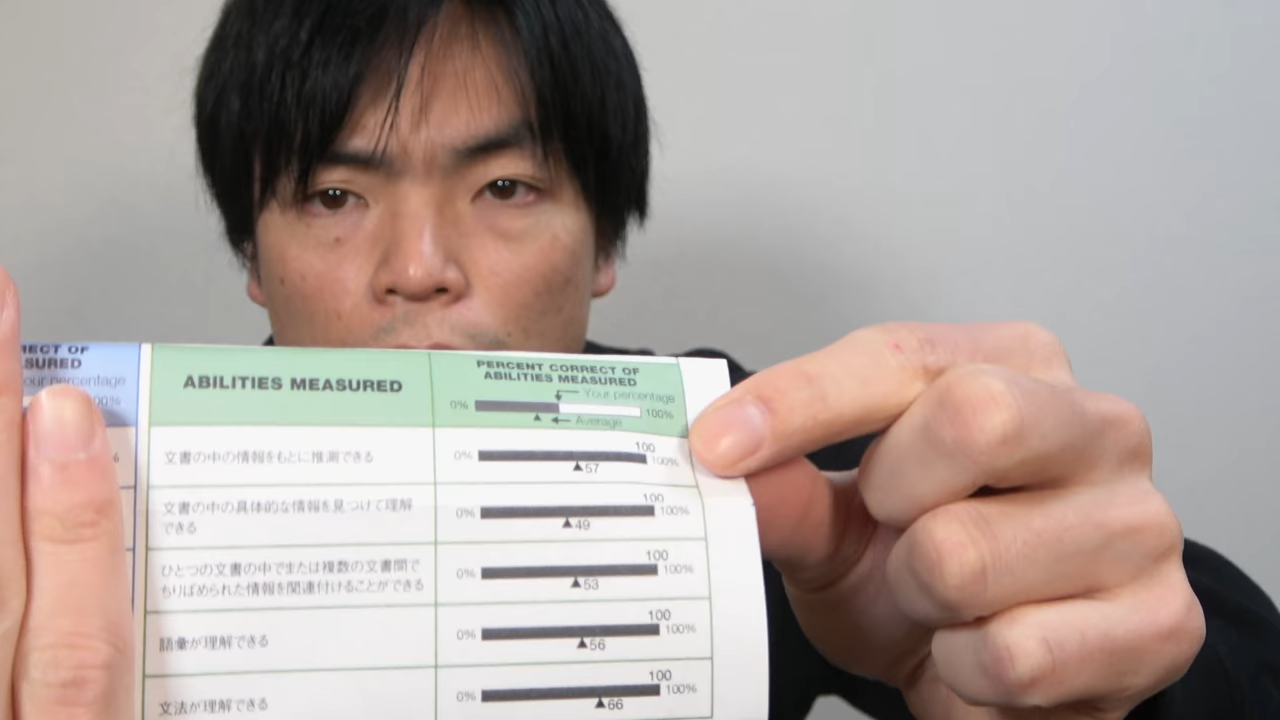 RECT OF
SURED
our percentage
00%
%
ABILITIES MEASURED
PERCENT CORRECT OF
ABILITIES MEASURED
Your percentage
0% 100%
Average
文書の中の情報をもとに推測できる
0% 100 100%
57
文書の中の具体的な情報を見つけて理解
できる
0% 100 100%
49
ひとつの文書の中でまたは複数の文書間で
ちりばめられた情報を関連付けることができる
0% 100 100%
53
語彙が理解できる
0% 100 100%
56
文法が理解できる
0% 100 100%
66